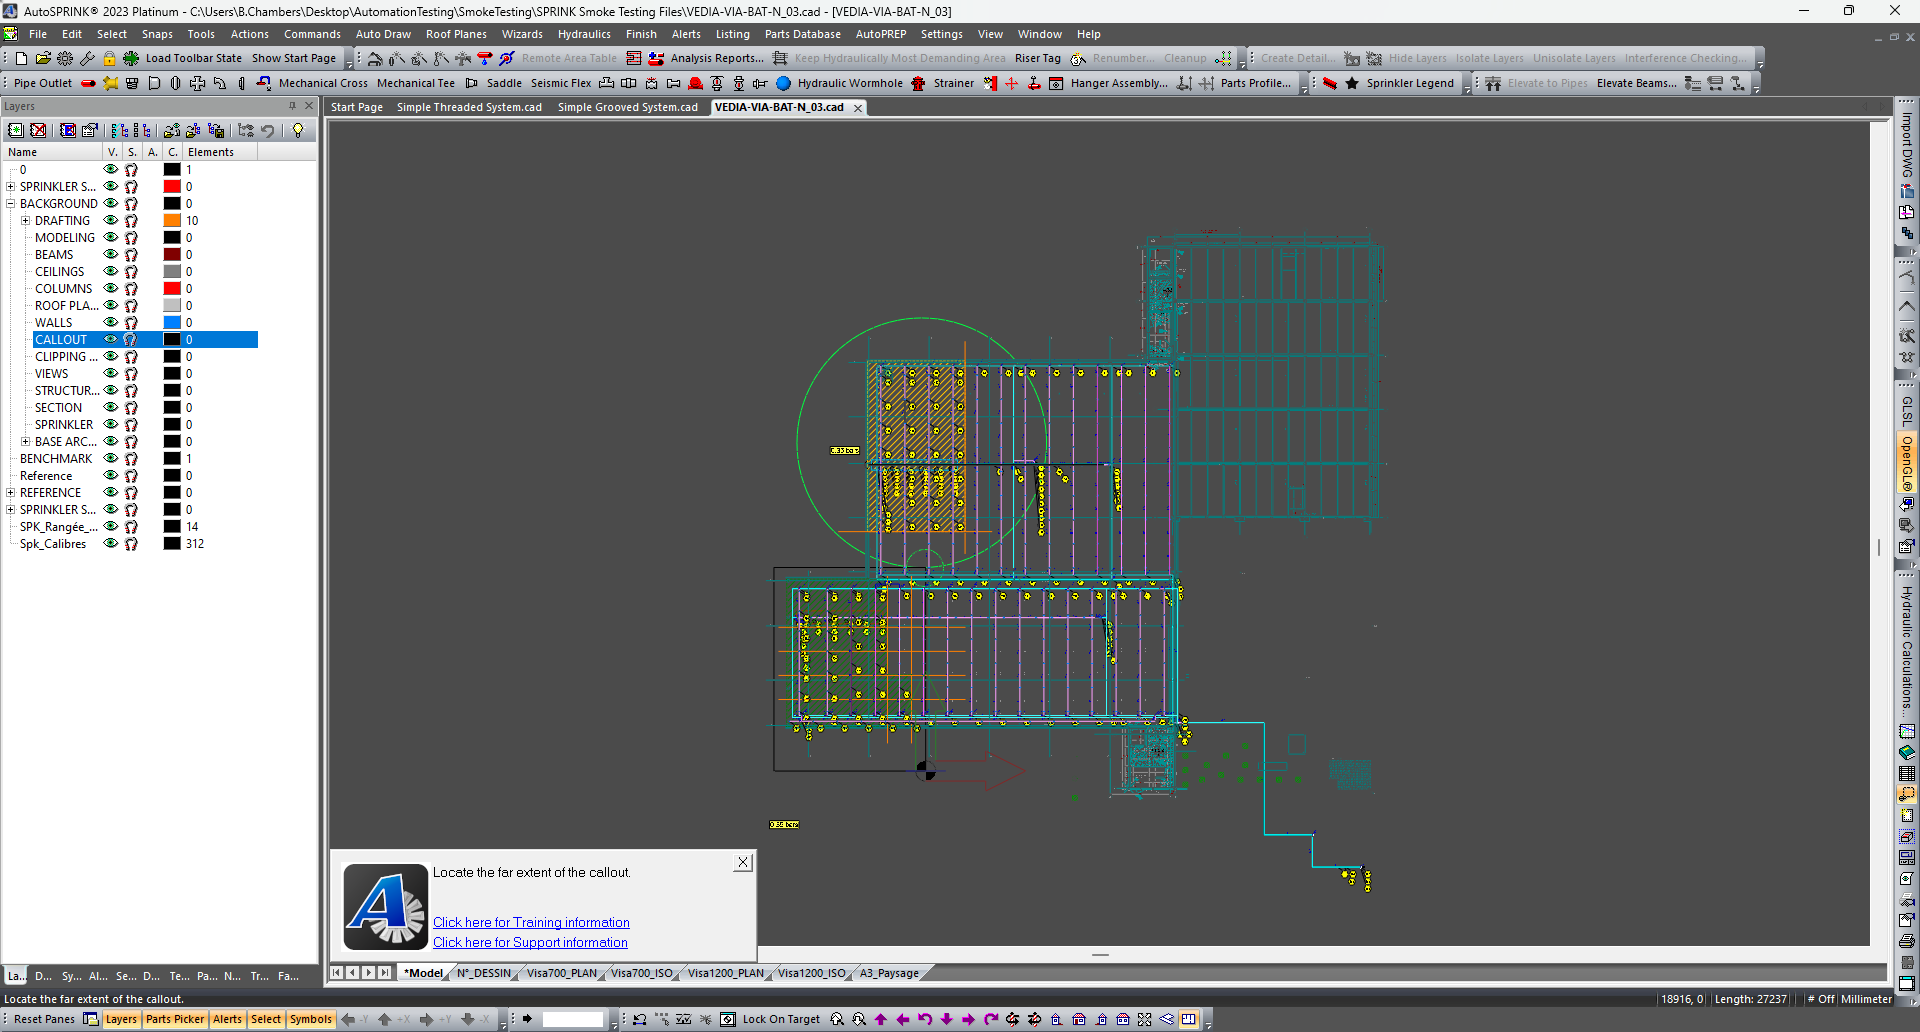 AutoSPRINK® 2023 Platinum - C:\Users\B.Chambers\Desktop\AutomationTesting\SmokeTesting\SPRINK Smoke Testing Files\VEDIA-VIA-BAT-N_03.cad - [VEDIA-VIA-BAT-N_03]
File Edit Select Snaps Tools Actions Commands Auto Draw Roof Planes Wizards Hydraulics Finish Alerts Listing Parts Database AutoPREP Settings View Window Help
Load Toolbar State Show Start Page Remote Area Table Analysis Reports... Keep Hydraulically Most Demanding Area Riser Tag Renumber... Cleanup Create Detail... Hide Layers Isolate Layers Unisolate Layers Interference Checking...
Pipe Outlet Mechanical Cross Mechanical Tee Saddle Seismic Flex Hydraulic Wormhole Strainer Hanger Assembly... Parts Profile... Sprinkler Legend Elevate to Pipes Elevate Beams...
Layers
Start Page Simple Threaded System.cad Simple Grooved System.cad VEDIA-VIA-BAT-N_03.cad
Name V. S. A. C. Elements
0 1
SPRINKLER S... 0
BACKGROUND 0
DRAFTING 10
MODELING 0
BEAMS 0
CEILINGS 0
COLUMNS 0
ROOF PLA... 0
WALLS 0
CALLOUT 0
CLIPPING ... 0
VIEWS 0
STRUCTUR... 0
SECTION 0
SPRINKLER 0
BASE ARC... 0
BENCHMARK 1
Reference 0
REFERENCE 0
SPRINKLER S... 0
SPK_Rangée_... 14
Spk_Calibres 312
0.55 bars
Import DWG
GLSL
OpenGL®
Hydraulic Calculations...
Locate the far extent of the callout.
Click here for Training information
Click here for Support information
La... D... Sy... Al... Se... D... Te... Pa... N... Tr... Fa...
*Model N°_DESSIN Visa700_PLAN Visa700_ISO Visa1200_PLAN Visa1200_ISO A3_Paysage
Locate the far extent of the callout. 18916, 0 Length: 27237 # Off Millimeter
Reset Panes Layers Parts Picker Alerts Select Symbols -Y +X +Y -X Lock On Target